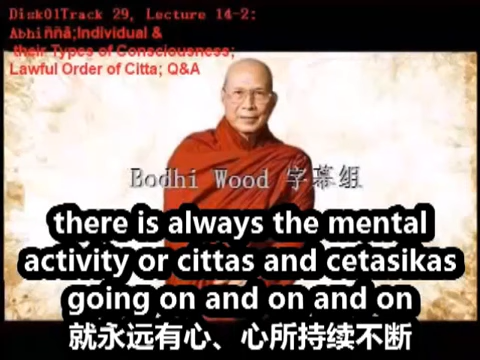 Disk01Track 29, Lecture 14-2:
Abhiññā;Individual &
their Types of Consciousness;
Lawful Order of Citta; Q&A
Bodhi Wood 字幕组
there is always the mental
activity or cittas and cetasikas
going on and on and on
就永远有心、心所持续不断